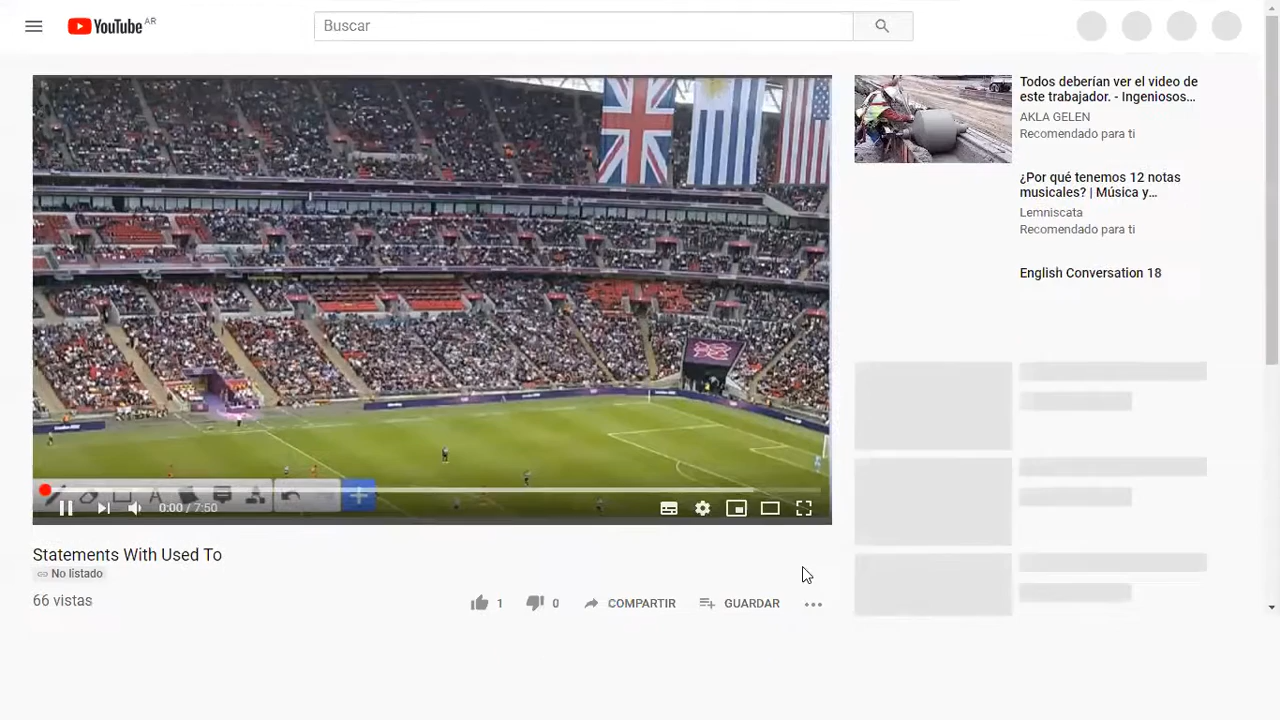 YouTube AR
Buscar
0:00 / 7:50
Statements With Used To
No listado
66 vistas
1
0
COMPARTIR
GUARDAR
Todos deberían ver el video de
este trabajador. - Ingeniosos...
AKLA GELEN
Recomendado para ti
¿Por qué tenemos 12 notas
musicales? | Música y...
Lemniscata
Recomendado para ti
English Conversation 18